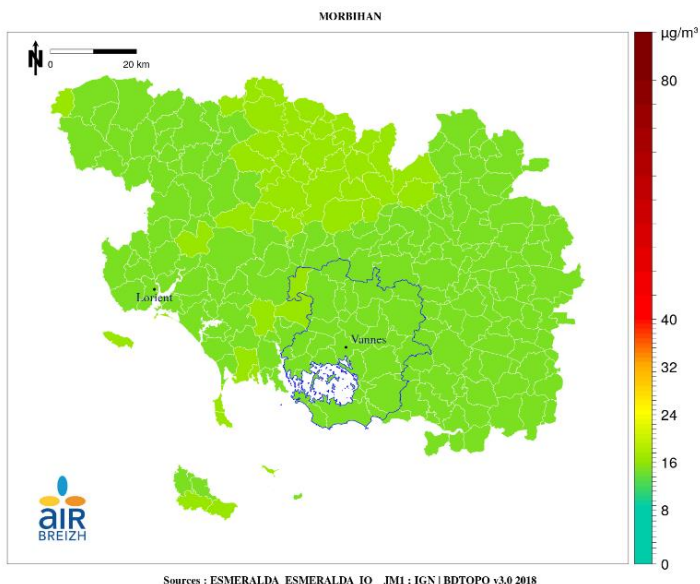 MORBIHAN
µg/m³
N
0 20 km
80
Lorient
40
Vannes
32
24
16
aiR
BREIZH
8
0
Sources : ESMERALDA_ESMERALDA_IO__JM1 : IGN | BDTOPO v3.0 2018